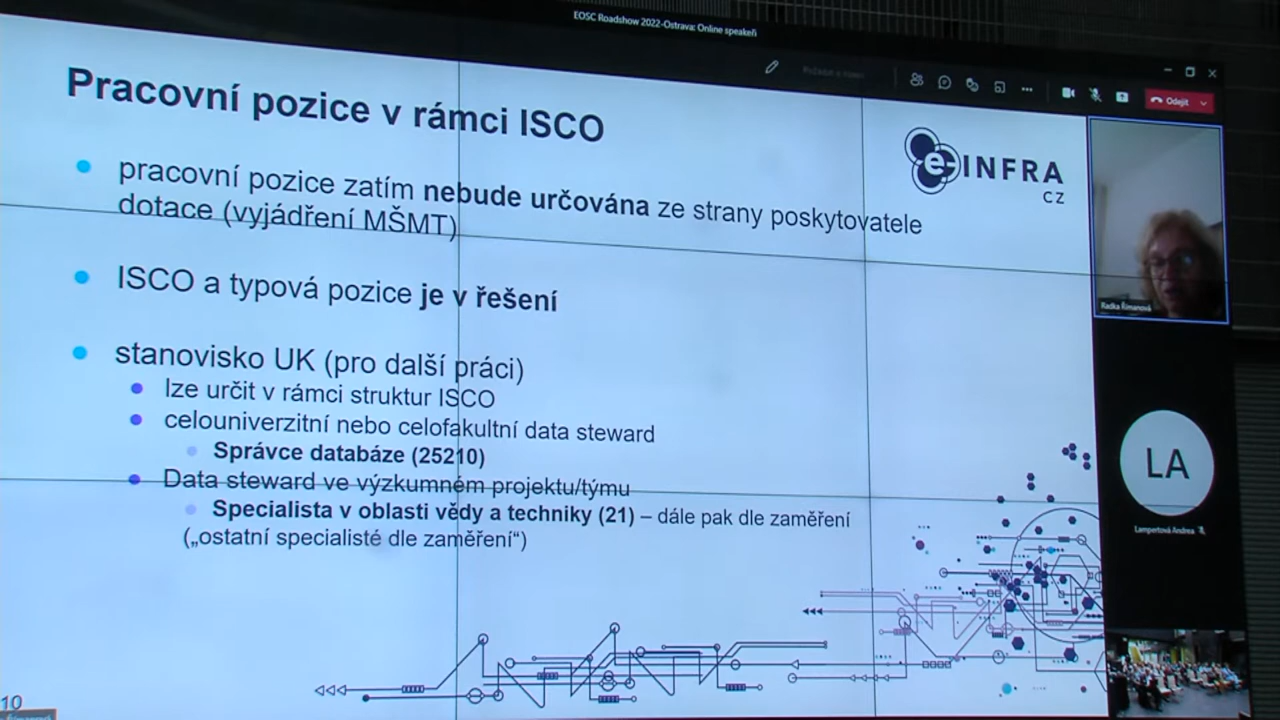 EOSC Roadshow 2022-Ostrava: Online speakeři
Odejít
Pracovní pozice v rámci ISCO
e-INFRA
CZ
pracovní pozice zatím nebude určována ze strany poskytovatele
dotace (vyjádření MŠMT)
ISCO a typová pozice je v řešení
stanovisko UK (pro další práci)
lze určit v rámci struktur ISCO
celouniverzitní nebo celofakultní data steward
Správce databáze (25210)
Data steward ve výzkumném projektu/týmu
Specialista v oblasti vědy a techniky (21) – dále pak dle zaměření
(„ostatní specialisté dle zaměření“)
10
Radka Římanová
LA
Lampertová Andrea